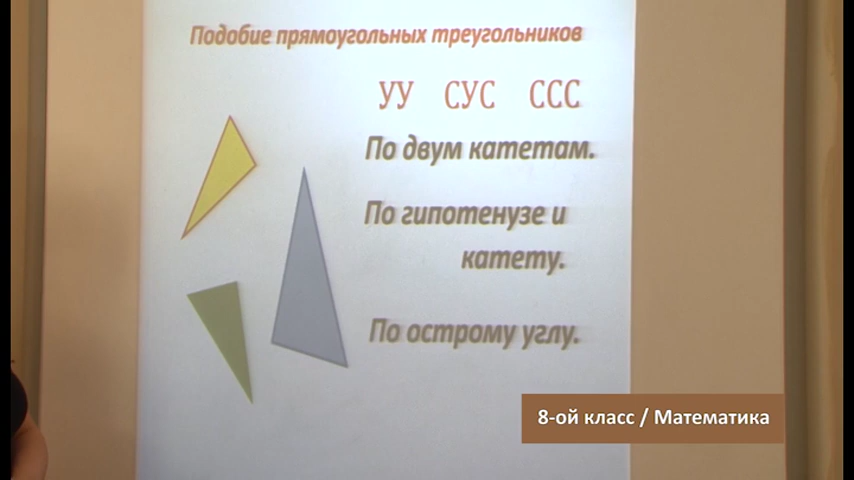 Подобие прямоугольных треугольников
УУ СУС ССС
По двум катетам.
По гипотенузе и
катету.
По острому углу.
8-ой класс / Математика